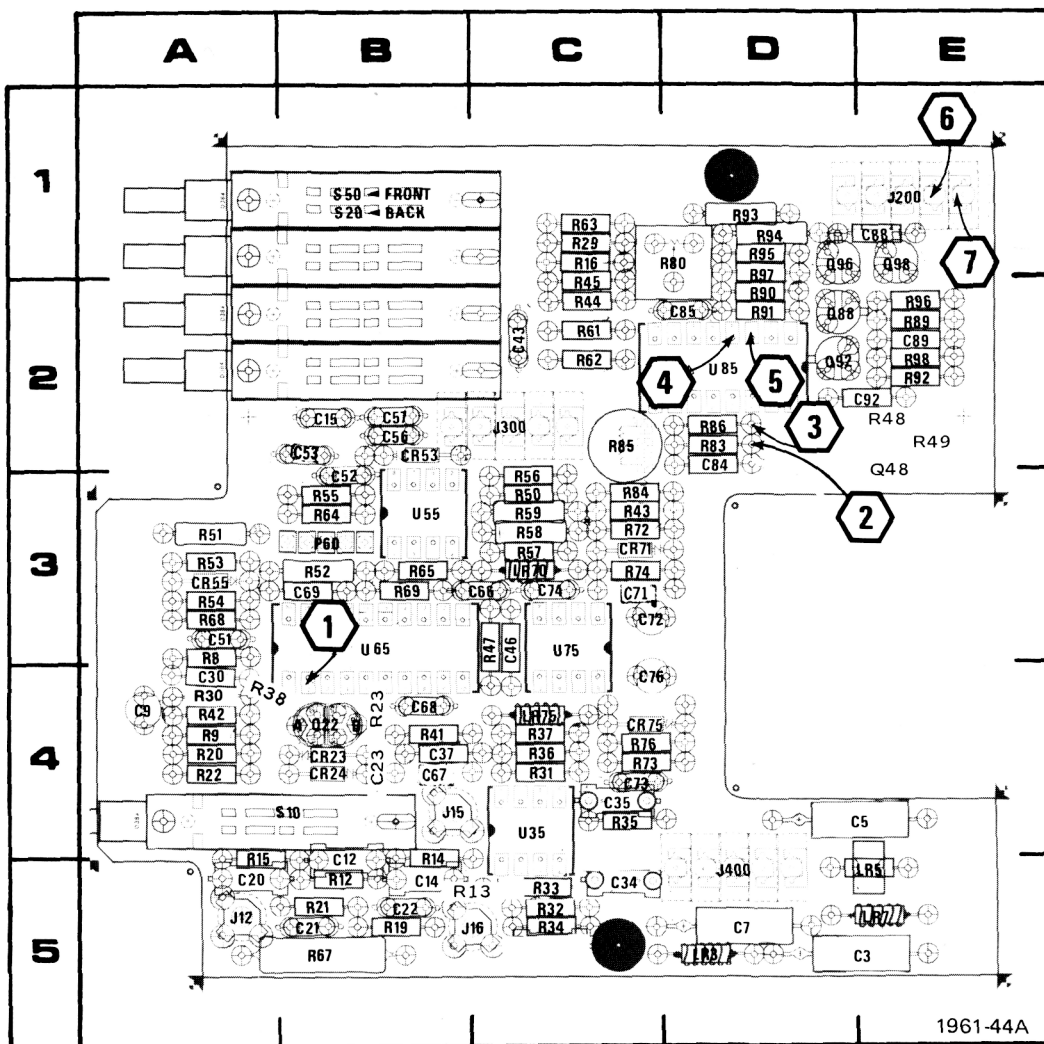 A B C D E
6
1
S50 ◄ FRONT
S20 ◄ BACK
J200
R93
R63 R94 C88
R29 R95
R16 R80 R97 Q96 Q98 7
R45 R90
R44 C85 R91 Q88 R96
R89
C43 R61 C89
2 R62 U85 Q92 R98
4 5 R92
C92
C15 C57 J300 R86 3 R48
C56 R85 R83 R49
C53 CR53 C84
C52 R56 Q48
R55 R50 R84
R64 U55 R59 R43 2
R51 R58 R72
P60 R57 CR71
3 R53 R52 R65 LR70 R74
CR55 C69 R69 C66 C74 C71
R54
R68 1 C72
C51 U65 R47 C46 U75
R8
C30 C76
R30 R38 R23 C68
C9 R42 A Q22 B LR75 CR75
R9 R41 R37 R76
4 R20 CR23 C23 C37 R36 R73
R22 CR24 C67 R31 C73
S10 J15 C35 C5
U35 R35
R15 C12 R14 J400 LR5
C20 R12 C14 R13 R33 C34
J12 R21 C22 R32 LR7
C21 R19 J16 R34 C7
5 R67 LR3 C3
1961-44A